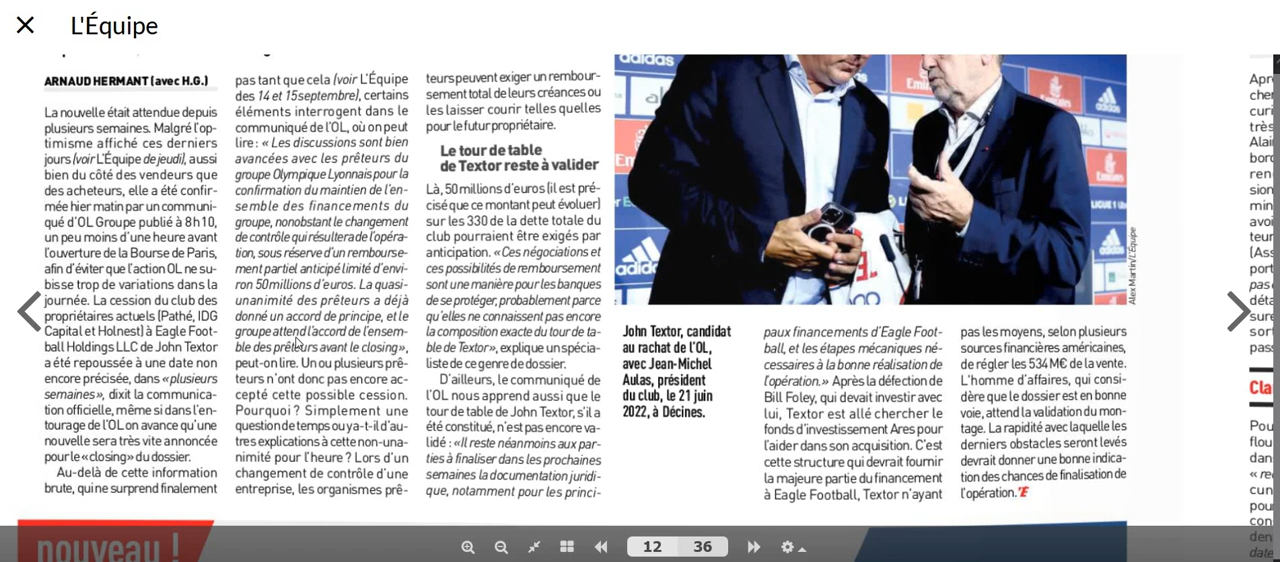 L'Équipe
ARNAUD HERMANT (avec H.G.)
La nouvelle était attendue depuis
plusieurs semaines. Malgré l'op-
timisme affiché ces derniers
jours (voir L'Équipe de jeudi), aussi
bien du côté des vendeurs que
des acheteurs, elle a été confir-
mée hier matin par un communi-
qué d'OL Groupe publié à 8h10,
un peu moins d'une heure avant
l'ouverture de la Bourse de Paris,
afin d'éviter que l'action OL ne su-
bisse trop de variations dans la
journée. La cession du club des
propriétaires actuels (Pathé, IDG
Capital et Holnest) à Eagle Foot-
ball Holdings LLC de John Textor
a été repoussée à une date non
encore précisée, dans «plusieurs
semaines», dixit la communica-
tion officielle, même si dans l'en-
tourage de l'OL on avance qu'une
nouvelle sera très vite annoncée
pour le «closing» du dossier.
Au-delà de cette information
brute, qui ne surprend finalement
pas tant que cela (voir L'Équipe
des 14 et 15 septembre), certains
éléments interrogent dans le
communiqué de l'OL, où on peut
lire : « Les discussions sont bien
avancées avec les prêteurs du
groupe Olympique Lyonnais pour la
confirmation du maintien de l'en-
semble des financements du
groupe, nonobstant le changement
de contrôle qui résultera de l'opéra-
tion, sous réserve d'un rembourse-
ment partiel anticipé limité d'envi-
ron 50 millions d'euros. La quasi-
unanimité des prêteurs a déjà
donné un accord de principe, et le
groupe attend l'accord de l'ensem-
ble des prêteurs avant le closing»,
peut-on lire. Un ou plusieurs prê-
teurs n'ont donc pas encore ac-
cepté cette possible cession.
Pourquoi ? Simplement une
question de temps ou y a-t-il d'au-
tres explications à cette non-una-
nimité pour l'heure ? Lors d'un
changement de contrôle d'une
entreprise, les organismes prê-
teurs peuvent exiger un rembour-
sement total de leurs créances ou
les laisser courir telles quelles
pour le futur propriétaire.
Le tour de table
de Textor reste à valider
Là, 50 millions d'euros (il est pré-
cisé que ce montant peut évoluer)
sur les 330 de la dette totale du
club pourraient être exigés par
anticipation. «Ces négociations et
ces possibilités de remboursement
sont une manière pour les banques
de se protéger, probablement parce
qu'elles ne connaissent pas encore
la composition exacte du tour de ta-
ble de Textor», explique un spécia-
liste de ce genre de dossier.
D'ailleurs, le communiqué de
l'OL nous apprend aussi que le
tour de table de John Textor, s'il a
été constitué, n'est pas encore va-
lidé : «Il reste néanmoins aux par-
ties à finaliser dans les prochaines
semaines la documentation juridi-
que, notamment pour les princi-
adidas
adidas
Emirates
adidas
Emirates
LIGUE 1
adidas
Alex Martin/L'Équipe
John Textor, candidat
au rachat de l'OL,
avec Jean-Michel
Aulas, président
du club, le 21 juin
2022, à Décines.
paux financements d'Eagle Foot-
ball, et les étapes mécaniques né-
cessaires à la bonne réalisation de
l'opération.» Après la défection de
Bill Foley, qui devait investir avec
lui, Textor est allé chercher le
fonds d'investissement Ares pour
l'aider dans son acquisition. C'est
cette structure qui devrait fournir
la majeure partie du financement
à Eagle Football, Textor n'ayant
pas les moyens, selon plusieurs
sources financières américaines,
de régler les 534 M€ de la vente.
L'homme d'affaires, qui consi-
dère que le dossier est en bonne
voie, attend la validation du mon-
tage. La rapidité avec laquelle les
derniers obstacles seront levés
devrait donner une bonne indica-
tion des chances de finalisation de
l'opération.
nouveau !
12 36